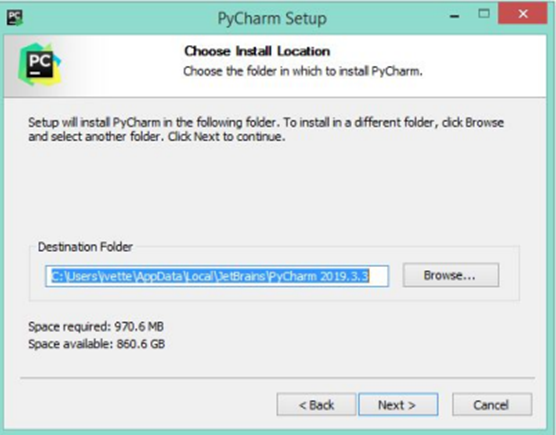 PC
PyCharm Setup
PC
Choose Install Location
Choose the folder in which to install PyCharm.
Setup will install PyCharm in the following folder. To install in a different folder, click Browse
and select another folder. Click Next to continue.
Destination Folder
C:\Users\ivette\AppData\Local\JetBrains\PyCharm 2019.3.3
Browse...
Space required: 970.6 MB
Space available: 860.6 GB
< Back
Next >
Cancel